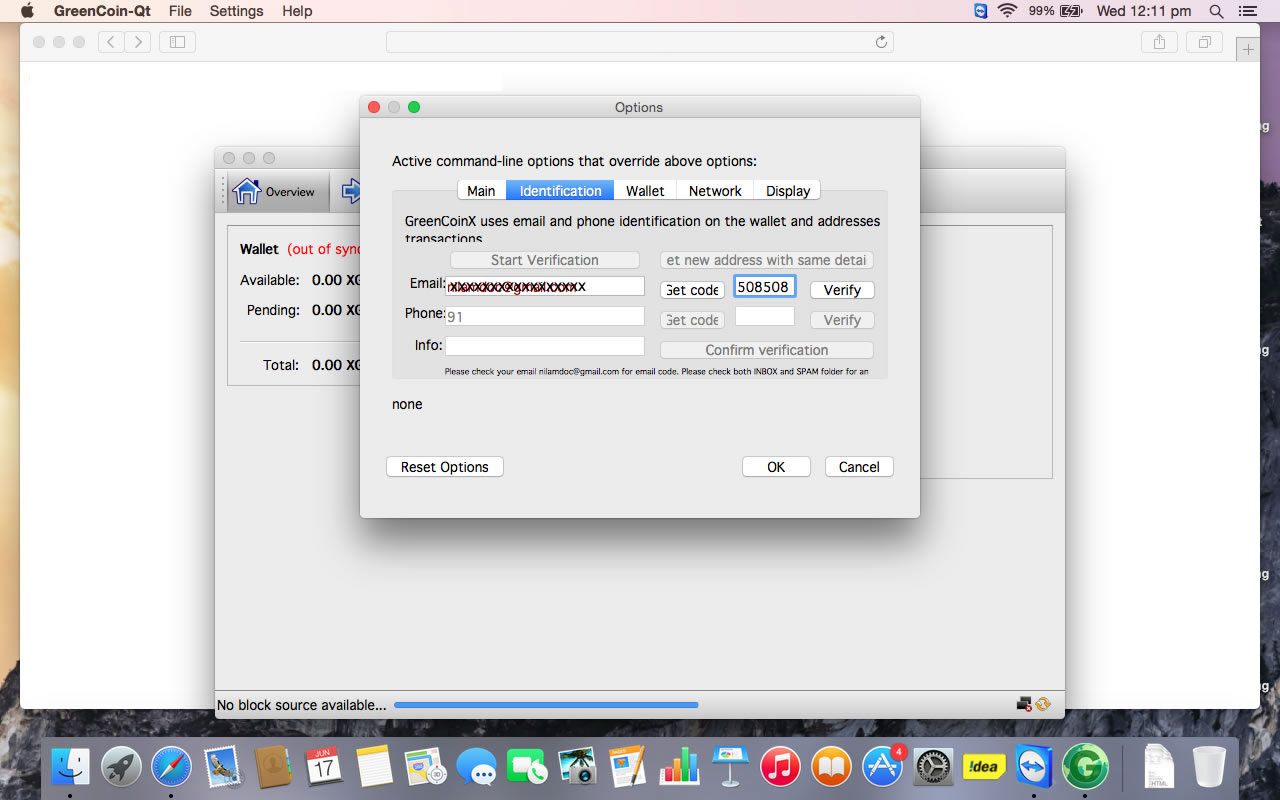 GreenCoin-Qt File Settings Help 99% Wed 12:11 pm
Options
Active command-line options that override above options:
Main Identification Wallet Network Display
Overview
GreenCoinX uses email and phone identification on the wallet and addresses
transactions
Wallet (out of sync
Start Verification et new address with same detai
Available: 0.00 XG
Email: Get code 508508 Verify
Pending: 0.00 XG
Phone: 91 Get code Verify
Info: Confirm verification
Total: 0.00 XG
Please check your email nilamdoc@gmail.com for email code. Please check both INBOX and SPAM folder for an
none
Reset Options OK Cancel
No block source available...
ng
ng
ng
ng
JUN
17
4
!dea
G
HTML